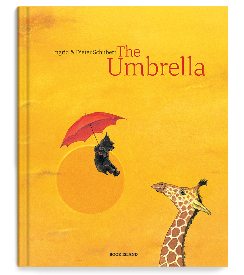 Ingrid & Dieter Schubert The
Umbrella
BOOK ISLAND